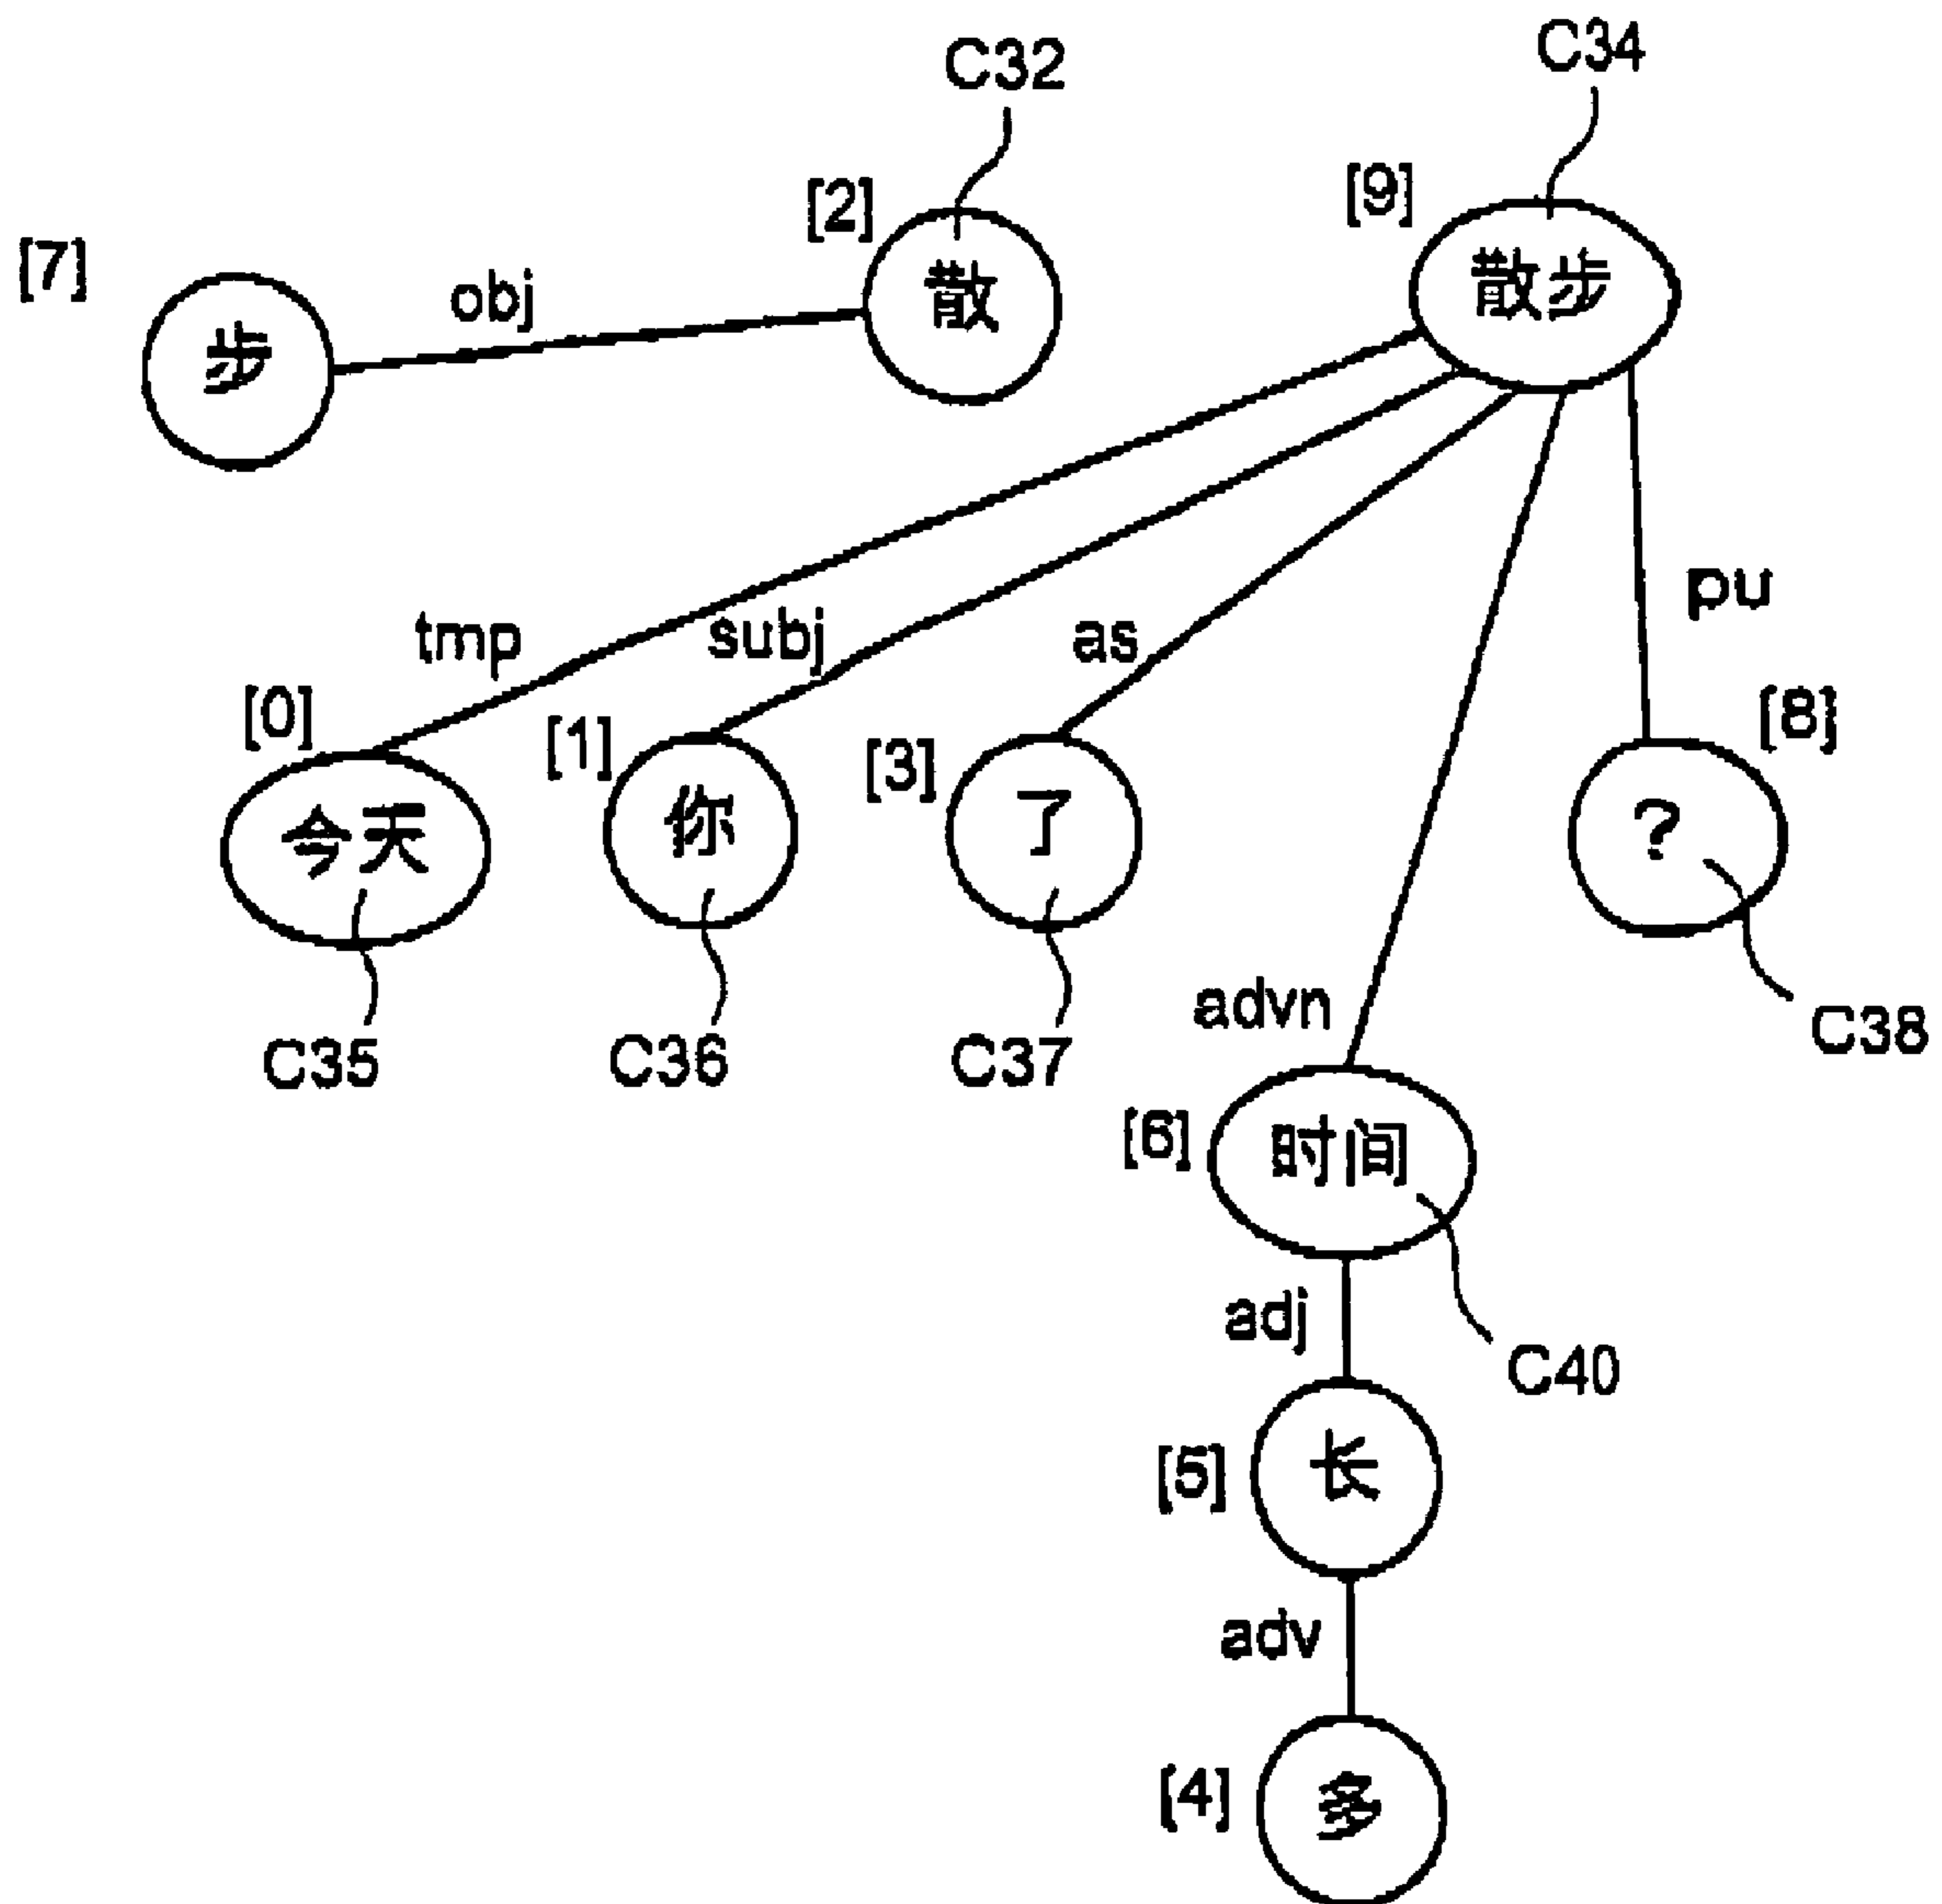 C34
C32
[9]
[2]
[7]
散步
散
obj
步
pu
tmp
subj
as
[0]
[1]
[3]
[8]
今天
你
了
?
advn
C38
C35
C36
C37
[6]
时间
adj
C40
[5]
长
adv
[4]
多